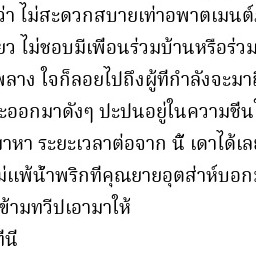 ว่า ไม่สะดวกสบายเท่าอพาตเมนต์
ยว ไม่ชอบมีเพื่อนร่วมบ้านหรือร่วม
พลาง ใจก็ลอยไปถึงผู้ที่กำลังจะมาถึ
ะออกมาดังๆ ปะปนอยู่ในความชื่น
มาหา ระยะเวลาต่อจาก นี้ เดาได้เล
ม่แพ้น้ำพริกที่คุณยายอุตส่าห์บอก
ข้ามทวีปเอามาให้
ที่นี่